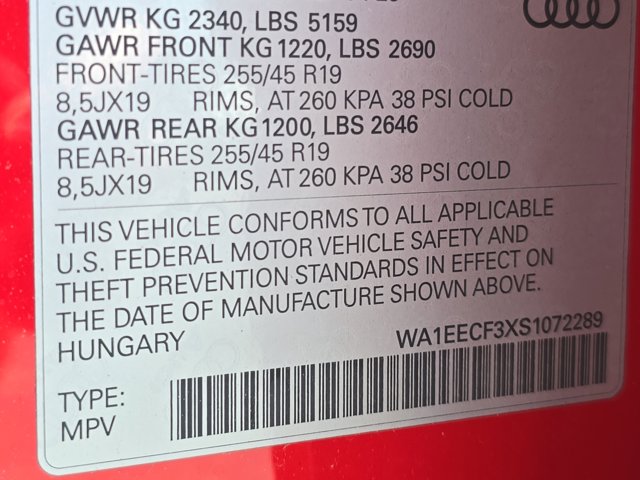 GVWR KG 2340, LBS 5159
GAWR FRONT KG 1220, LBS 2690
FRONT-TIRES 255/45 R19
8,5JX19 RIMS, AT 260 KPA 38 PSI COLD
GAWR REAR KG1200, LBS 2646
REAR-TIRES 255/45 R19
8,5JX19 RIMS, AT 260 KPA 38 PSI COLD
THIS VEHICLE CONFORMS TO ALL APPLICABLE
U.S. FEDERAL MOTOR VEHICLE SAFETY AND
THEFT PREVENTION STANDARDS IN EFFECT ON
THE DATE OF MANUFACTURE SHOWN ABOVE.
HUNGARY WA1EECF3XS1072289
TYPE:
MPV